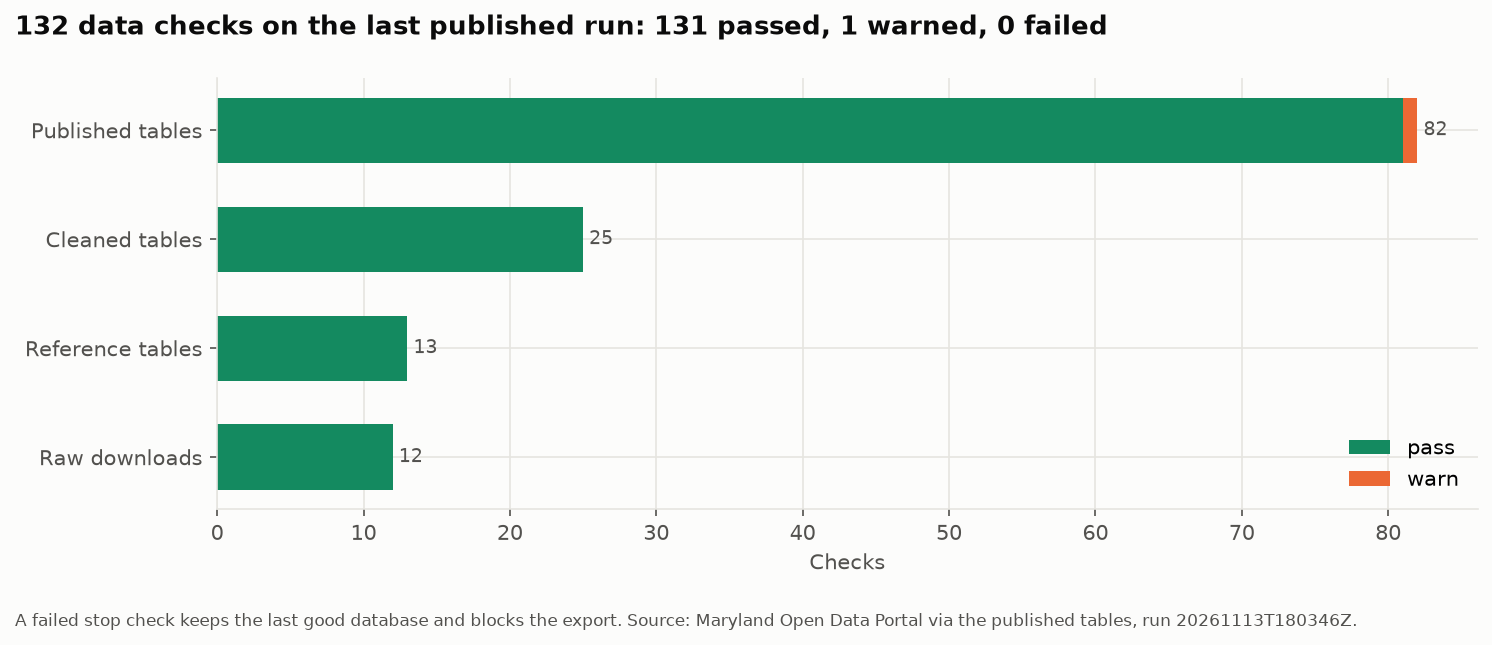 132 data checks on the last published run: 131 passed, 1 warned, 0 failed
Published tables
82
Cleaned tables
25
Reference tables
13
Raw downloads
12
pass
warn
0 10 20 30 40 50 60 70 80
Checks
A failed stop check keeps the last good database and blocks the export. Source: Maryland Open Data Portal via the published tables, run 20261113T180346Z.